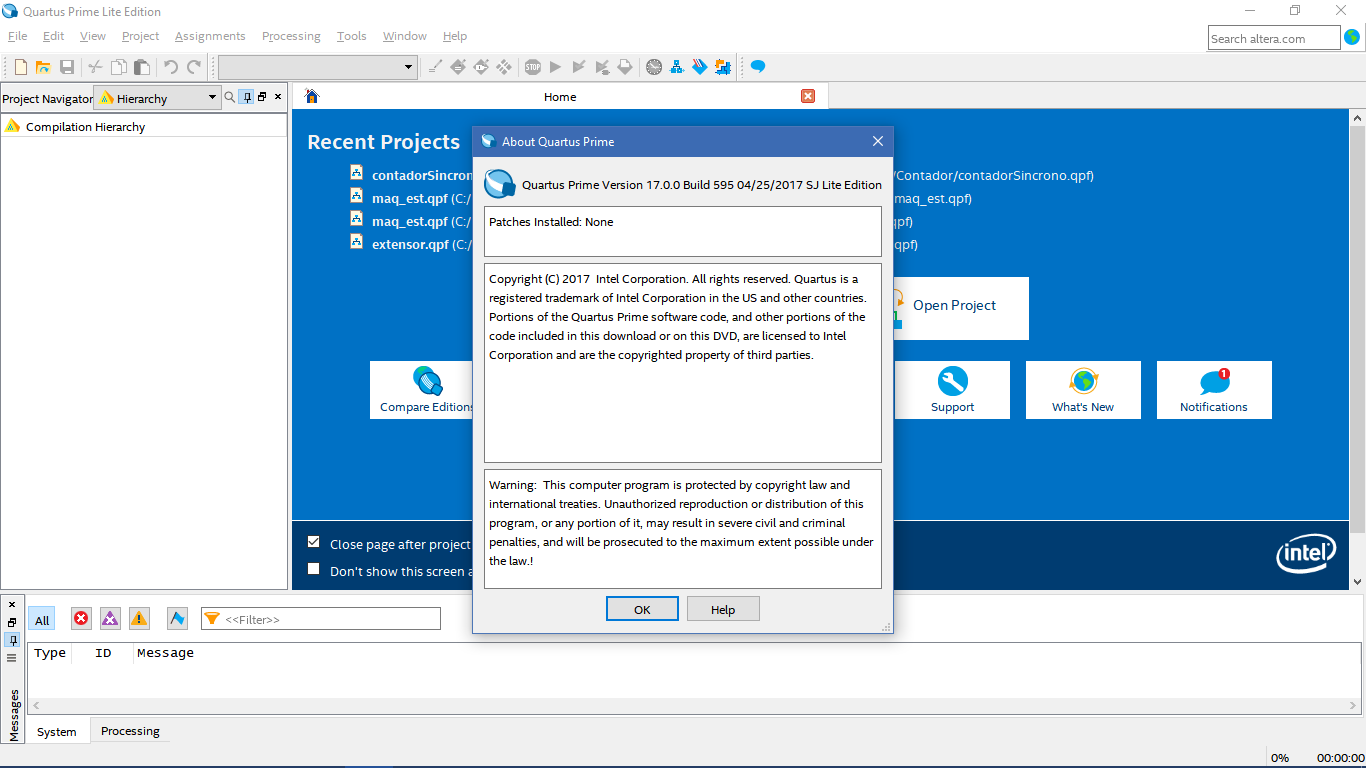 Quartus Prime Lite Edition
File Edit View Project Assignments Processing Tools Window Help
Search altera.com
Project Navigator Hierarchy
Compilation Hierarchy
Home
Recent Projects
contadorSincron
/Contador/contadorSincrono.qpf)
maq_est.qpf (C:/
maq_est.qpf)
maq_est.qpf (C:/
qpf)
extensor.qpf (C:/
qpf)
Open Project
Compare Editions
Support
What's New
1
Notifications
Close page after project
Don't show this screen a
intel
About Quartus Prime
Quartus Prime Version 17.0.0 Build 595 04/25/2017 SJ Lite Edition
Patches Installed: None
Copyright (C) 2017  Intel Corporation. All rights reserved. Quartus is a
registered trademark of Intel Corporation in the US and other countries.
Portions of the Quartus Prime software code, and other portions of the
code included in this download or on this DVD, are licensed to Intel
Corporation and are the copyrighted property of third parties.
Warning:  This computer program is protected by copyright law and
international treaties. Unauthorized reproduction or distribution of this
program, or any portion of it, may result in severe civil and criminal
penalties, and will be prosecuted to the maximum extent possible under
the law.!
OK Help
All
<<Filter>>
Type ID Message
Messages
System Processing
0% 00:00:00